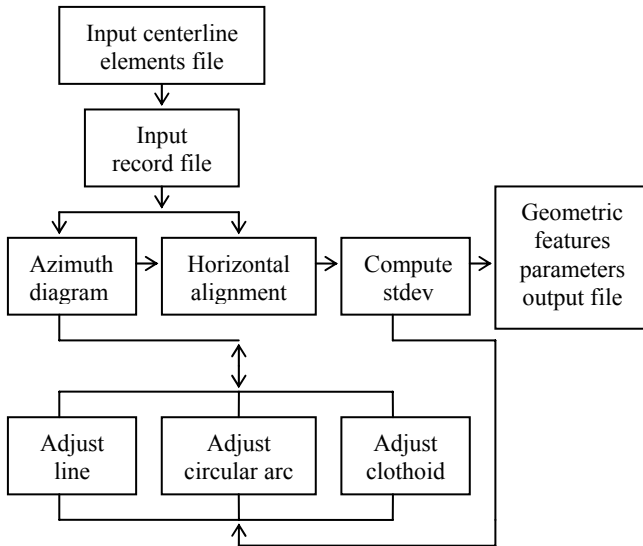 Input centerline
elements file
Input
record file
Azimuth
diagram
Horizontal
alignment
Compute
stdev
Geometric
features
parameters
output file
Adjust
line
Adjust
circular arc
Adjust
clothoid